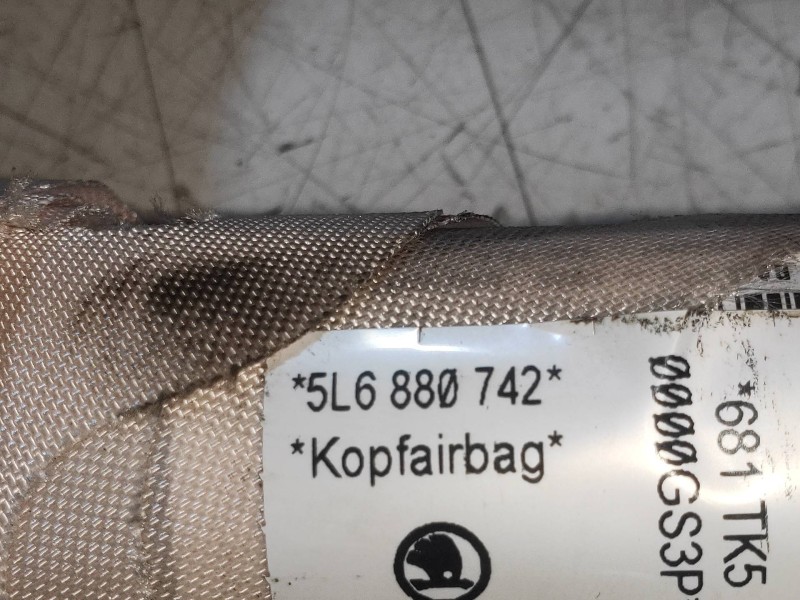 *5L6 880 742*
*Kopfairbag*
*681 TK5
0000GS3P